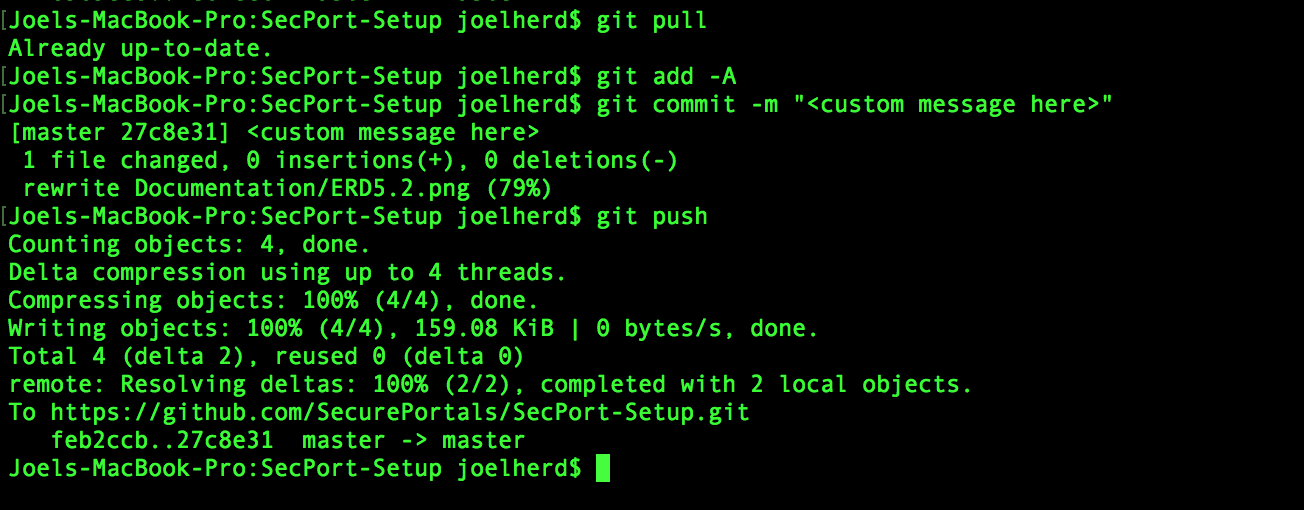 [Joels-MacBook-Pro:SecPort-Setup joelherd$ git pull
Already up-to-date.
[Joels-MacBook-Pro:SecPort-Setup joelherd$ git add -A
[Joels-MacBook-Pro:SecPort-Setup joelherd$ git commit -m "<custom message here>"
[master 27c8e31] <custom message here>
 1 file changed, 0 insertions(+), 0 deletions(-)
 rewrite Documentation/ERD5.2.png (79%)
[Joels-MacBook-Pro:SecPort-Setup joelherd$ git push
Counting objects: 4, done.
Delta compression using up to 4 threads.
Compressing objects: 100% (4/4), done.
Writing objects: 100% (4/4), 159.08 KiB | 0 bytes/s, done.
Total 4 (delta 2), reused 0 (delta 0)
remote: Resolving deltas: 100% (2/2), completed with 2 local objects.
To https://github.com/SecurePortals/SecPort-Setup.git
   feb2ccb..27c8e31  master -> master
Joels-MacBook-Pro:SecPort-Setup joelherd$